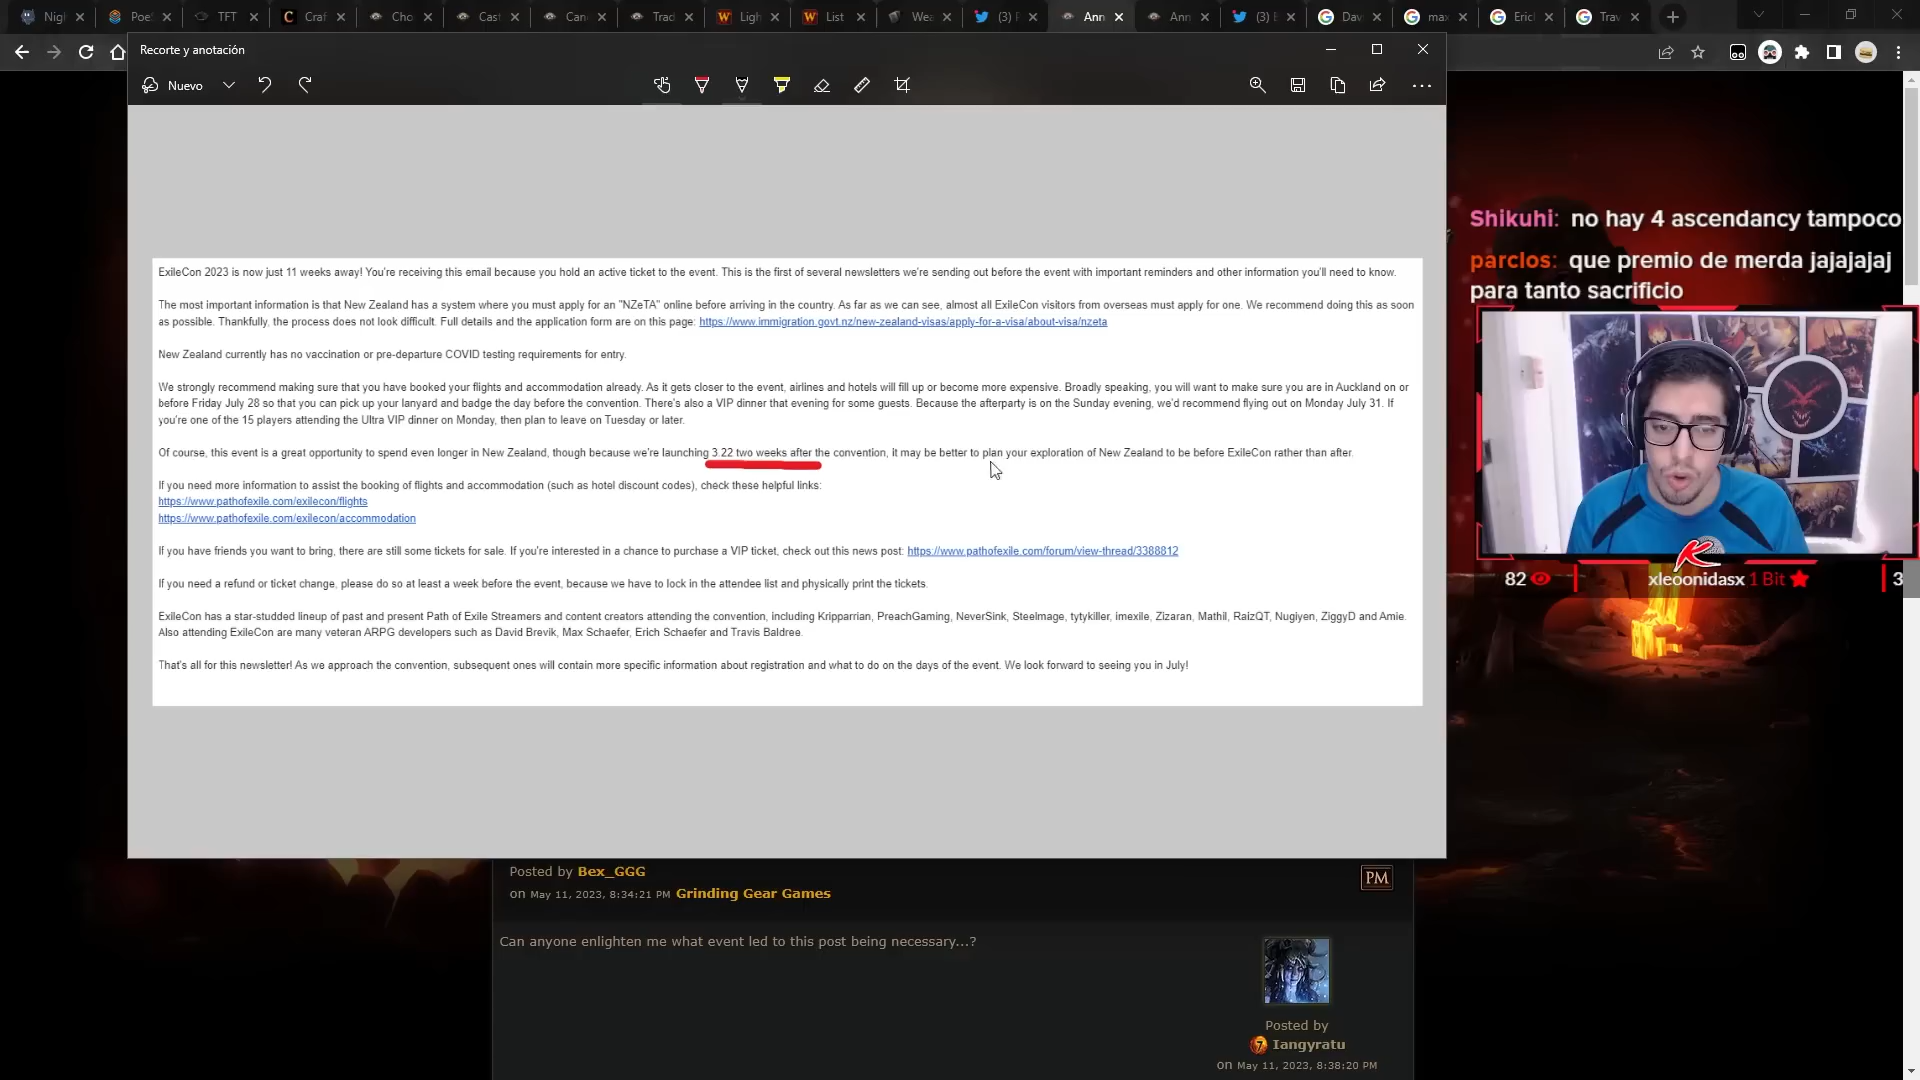 Nigl
PoeS
TFT
Craf
Cho
Cast
Can
Trad
Ligh
List
Wea
(3) P
Ann
Ann
(3) E
Dav
max
Eric
Trav
Recorte y anotación
Nuevo
ExileCon 2023 is now just 11 weeks away! You're receiving this email because you hold an active ticket to the event. This is the first of several newsletters we're sending out before the event with important reminders and other information you'll need to know.
The most important information is that New Zealand has a system where you must apply for an "NZeTA" online before arriving in the country. As far as we can see, almost all ExileCon visitors from overseas must apply for one. We recommend doing this as soon
as possible. Thankfully, the process does not look difficult. Full details and the application form are on this page: https://www.immigration.govt.nz/new-zealand-visas/apply-for-a-visa/about-visa/nzeta
New Zealand currently has no vaccination or pre-departure COVID testing requirements for entry.
We strongly recommend making sure that you have booked your flights and accommodation already. As it gets closer to the event, airlines and hotels will fill up or become more expensive. Broadly speaking, you will want to make sure you are in Auckland on or
before Friday July 28 so that you can pick up your lanyard and badge the day before the convention. There's also a VIP dinner that evening for some guests. Because the afterparty is on the Sunday evening, we'd recommend flying out on Monday July 31. If
you're one of the 15 players attending the Ultra VIP dinner on Monday, then plan to leave on Tuesday or later.
Of course, this event is a great opportunity to spend even longer in New Zealand, though because we're launching 3.22 two weeks after the convention, it may be better to plan your exploration of New Zealand to be before ExileCon rather than after.
If you need more information to assist the booking of flights and accommodation (such as hotel discount codes), check these helpful links:
https://www.pathofexile.com/exilecon/flights
https://www.pathofexile.com/exilecon/accommodation
If you have friends you want to bring, there are still some tickets for sale. If you're interested in a chance to purchase a VIP ticket, check out this news post: https://www.pathofexile.com/forum/view-thread/3388812
If you need a refund or ticket change, please do so at least a week before the event, because we have to lock in the attendee list and physically print the tickets.
ExileCon has a star-studded lineup of past and present Path of Exile Streamers and content creators attending the convention, including Kripparrian, PreachGaming, NeverSink, SteelmageI, tytykiller, imexile, Zizaran, Mathil, RaizQT, Nugiyen, ZiggyD and Amie.
Also attending ExileCon are many veteran ARPG developers such as David Brevik, Max Schaefer, Erich Schaefer and Travis Baldree.
That's all for this newsletter! As we approach the convention, subsequent ones will contain more specific information about registration and what to do on the days of the event. We look forward to seeing you in July!
Shikuhi: no hay 4 ascendancy tampoco
parclos: que premio de merda jajajajaj
para tanto sacrificio
82
xleoonidasx 1 Bit
3
Posted by Bex_GGG
on May 11, 2023, 8:34:21 PM Grinding Gear Games
PM
Can anyone enlighten me what event led to this post being necessary...?
Posted by
7 Iangyratu
on May 11, 2023, 8:38:20 PM